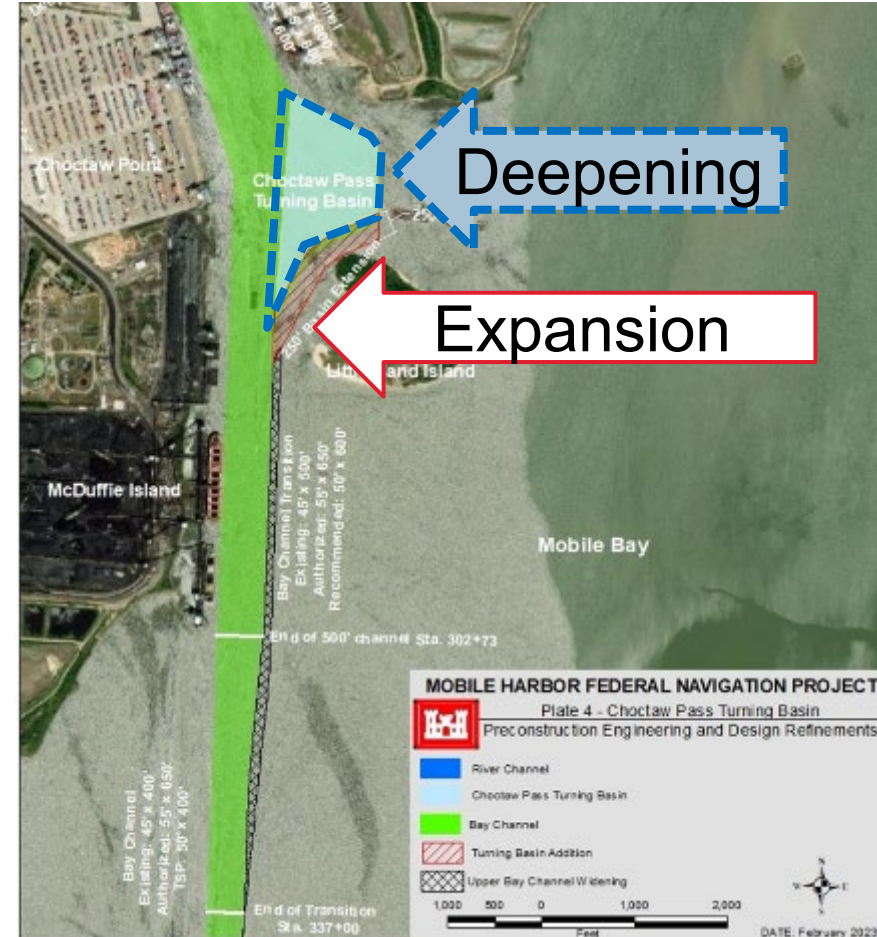 Choctaw Point
Choctaw Pass
Turning Basin
Deepening
250' Basin Extension
Expansion
McDuffie Island
Bay Channel Transition
Existing: 45' x 500'
Authorized: 55' x 650'
Recommended: 50' x 600'
Mobile Bay
End of 500' channel Sta. 302+73
Bay Channel
Existing: 45' x 400'
Authorized: 55' x 650'
TSP: 50' x 400'
End of Transition
Sta. 337+00
MOBILE HARBOR FEDERAL NAVIGATION PROJECT
Plate 4 - Choctaw Pass Turning Basin
Preconstruction Engineering and Design Refinements
River Channel
Choctaw Pass Turning Basin
Bay Channel
Turning Basin Addition
Upper Bay Channel Widening
1,000 500 0 1,000 2,000
Feet
N
W E
S
DATE: February 2023